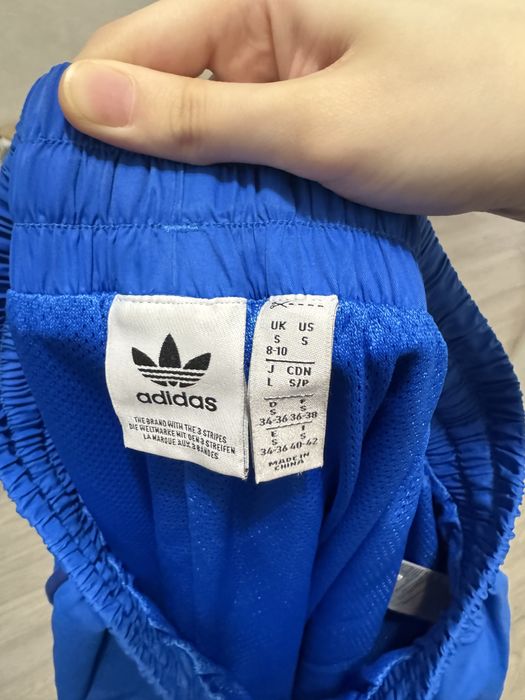 adidas
THE BRAND WITH THE 3 STRIPES
DIE WELTMARKE MIT DEN 3 STREIFEN
LA MARQUE AUX 3 BANDES
UK US
S S
8-10
J CDN
L S/P
D F
S S
34-36 36-38
E I
S S
34-36 40-42
MADE IN
CHINA